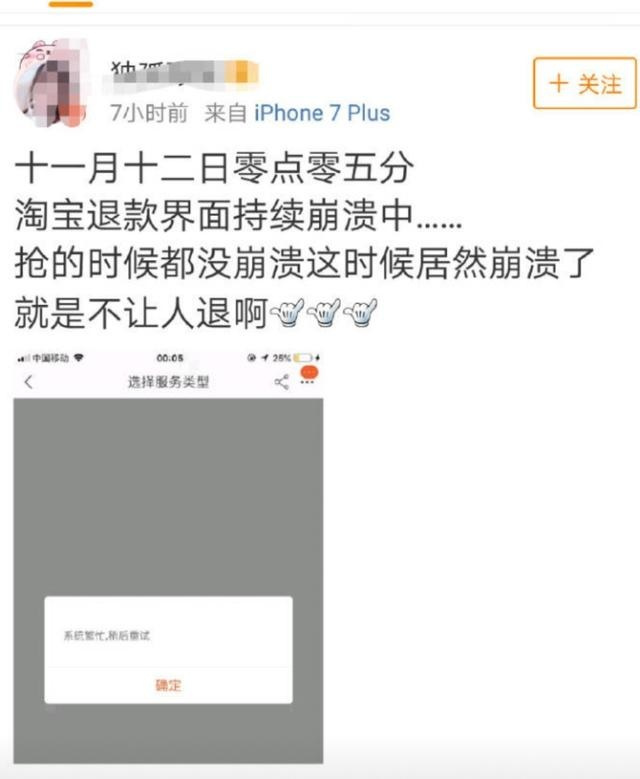 + 关注
7小时前 来自 iPhone 7 Plus
十一月十二日零点零五分
淘宝退款界面持续崩溃中......
抢的时候都没崩溃这时候居然崩溃了
就是不让人退啊
中国移动 00:05 25%
选择服务类型
系统繁忙,稍后重试
确定